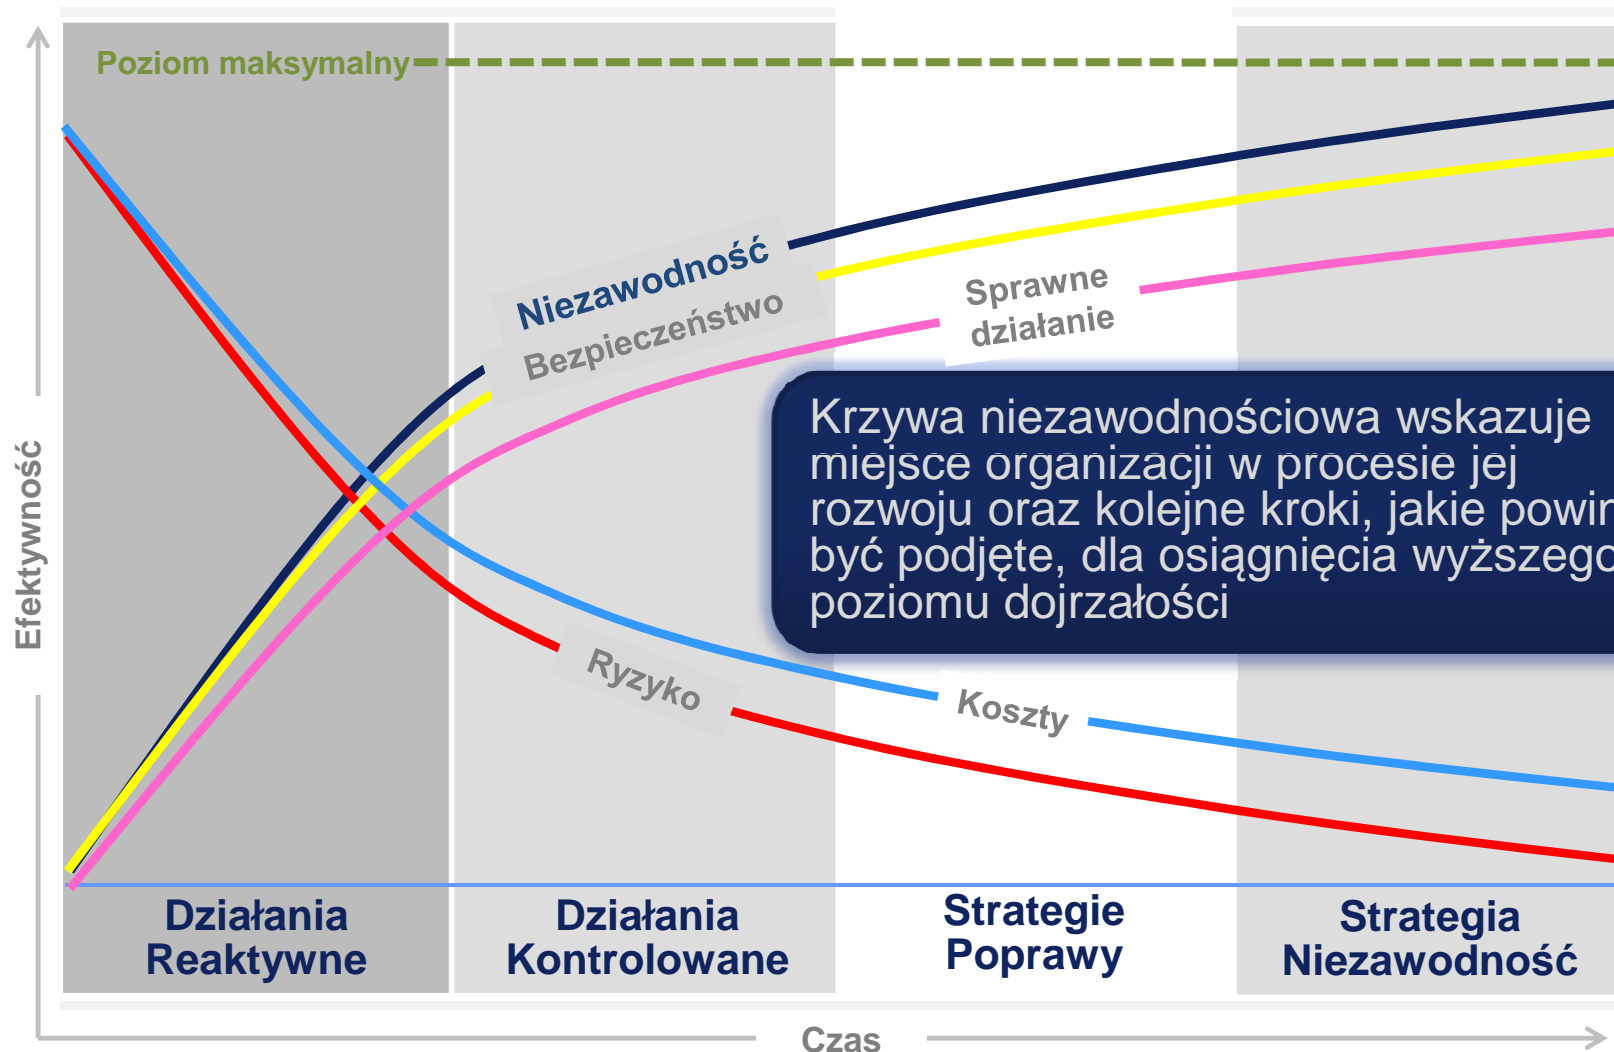 Poziom maksymalny
Niezawodność
Bezpieczeństwo
Sprawne
działanie
Efektywność
Krzywa niezawodnościowa wskazuje
miejsce organizacji w procesie jej
rozwoju oraz kolejne kroki, jakie
być podjęte, dla osiągnięcia wyższego
poziomu dojrzałości
Ryzyko
Koszty
Działania
Reaktywne
Działania
Kontrolowane
Strategie
Poprawy
Strategia
Niezawodność
Czas